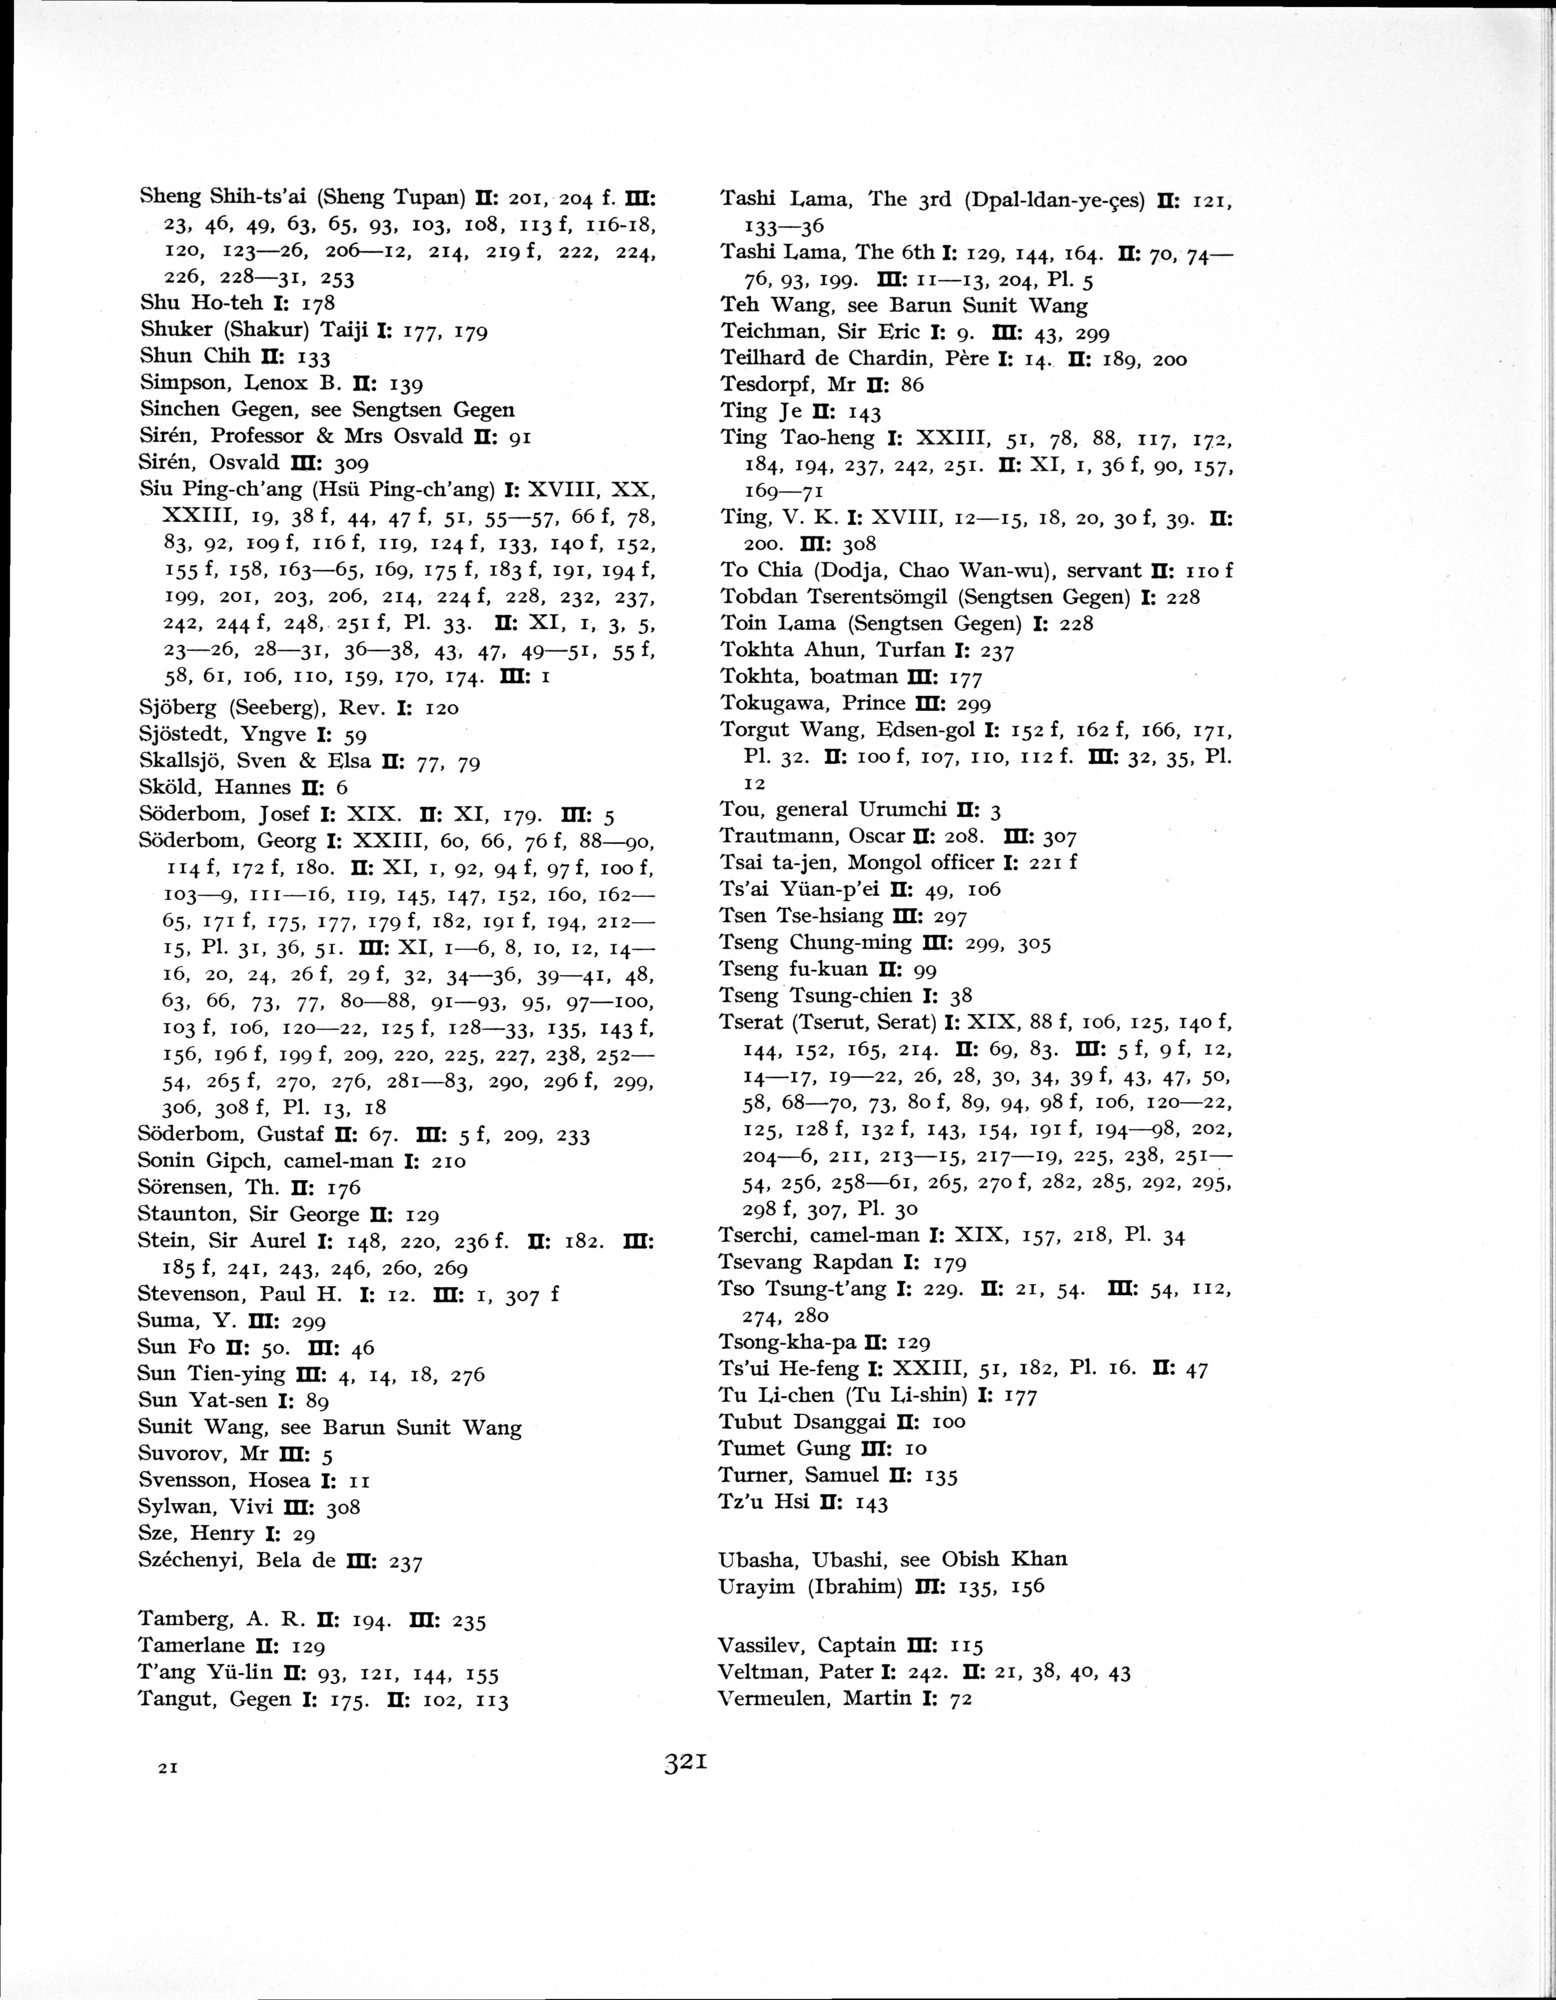 Sheng Shih-ts'ai (Sheng Tupan) II: 201, 204 f. III:
23, 46, 49, 63, 65, 93, 103, 108, 113 f, 116-18,
120, 123—26, 206—12, 214, 219 f, 222, 224,
226, 228—31, 253
Shu Ho-teh I: 178
Shuker (Shakur) Taiji I: 177, 179
Shun Chih II: 133
Simpson, Lenox B. II: 139
Sinchen Gegen, see Sengtsen Gegen
Sirén, Professor & Mrs Osvald II: 91
Sirén, Osvald III: 309
Siu Ping-ch'ang (Hsü Ping-ch'ang) I: XVIII, XX,
XXIII, 19, 38 f, 44, 47 f, 51, 55—57, 66 f, 78,
83, 92, 109 f, 116 f, 119, 124 f, 133, 140 f, 152,
155 f, 158, 163—65, 169, 175 f, 183 f, 191, 194 f,
199, 201, 203, 206, 214, 224 f, 228, 232, 237,
242, 244 f, 248, 251 f, Pl. 33. II: XI, 1, 3, 5,
23—26, 28—31, 36—38, 43, 47, 49—51, 55 f,
58, 61, 106, 110, 159, 170, 174. III: 1
Sjöberg (Seeberg), Rev. I: 120
Sjöstedt, Yngve I: 59
Skallsjö, Sven & Elsa II: 77, 79
Sköld, Hannes II: 6
Söderbom, Josef I: XIX. II: XI, 179. III: 5
Söderbom, Georg I: XXIII, 60, 66, 76 f, 88—90,
114 f, 172 f, 180. II: XI, 1, 92, 94 f, 97 f, 100 f,
103—9, 111—16, 119, 145, 147, 152, 160, 162—
65, 171 f, 175, 177, 179 f, 182, 191 f, 194, 212—
15, Pl. 31, 36, 51. III: XI, 1—6, 8, 10, 12, 14—
16, 20, 24, 26 f, 29 f, 32, 34—36, 39—41, 48,
63, 66, 73, 77, 80—88, 91—93, 95, 97—100,
103 f, 106, 120—22, 125 f, 128—33, 135, 143 f,
156, 196 f, 199 f, 209, 220, 225, 227, 238, 252—
54, 265 f, 270, 276, 281—83, 290, 296 f, 299,
306, 308 f, Pl. 13, 18
Söderbom, Gustaf II: 67. III: 5 f, 209, 233
Sonin Gipch, camel-man I: 210
Sörensen, Th. II: 176
Staunton, Sir George II: 129
Stein, Sir Aurel I: 148, 220, 236 f. II: 182. III:
185 f, 241, 243, 246, 260, 269
Stevenson, Paul H. I: 12. III: 1, 307 f
Suma, Y. III: 299
Sun Fo II: 50. III: 46
Sun Tien-ying III: 4, 14, 18, 276
Sun Yat-sen I: 89
Sunit Wang, see Barun Sunit Wang
Suvorov, Mr III: 5
Svensson, Hosea I: 11
Sylwan, Vivi III: 308
Sze, Henry I: 29
Széchenyi, Bela de III: 237
Tamberg, A. R. II: 194. III: 235
Tamerlane II: 129
T'ang Yü-lin II: 93, 121, 144, 155
Tangut, Gegen I: 175. II: 102, 113
Tashi Lama, The 3rd (Dpal-ldan-ye-çes) II: 121,
133—36
Tashi Lama, The 6th I: 129, 144, 164. II: 70, 74—
76, 93, 199. III: 11—13, 204, Pl. 5
Teh Wang, see Barun Sunit Wang
Teichman, Sir Eric I: 9. III: 43, 299
Teilhard de Chardin, Père I: 14. II: 189, 200
Tesdorpf, Mr II: 86
Ting Je II: 143
Ting Tao-heng I: XXIII, 51, 78, 88, 117, 172,
184, 194, 237, 242, 251. II: XI, 1, 36 f, 90, 157,
169—71
Ting, V. K. I: XVIII, 12—15, 18, 20, 30 f, 39. II:
200. III: 308
To Chia (Dodja, Chao Wan-wu), servant II: 110 f
Tobdan Tserentsömgil (Sengtsen Gegen) I: 228
Toin Lama (Sengtsen Gegen) I: 228
Tokhta Ahun, Turfan I: 237
Tokhta, boatman III: 177
Tokugawa, Prince III: 299
Torgut Wang, Edsen-gol I: 152 f, 162 f, 166, 171,
Pl. 32. II: 100 f, 107, 110, 112 f. III: 32, 35, Pl.
12
Tou, general Urumchi II: 3
Trautmann, Oscar II: 208. III: 307
Tsai ta-jen, Mongol officer I: 221 f
Ts'ai Yüan-p'ei II: 49, 106
Tsen Tse-hsiang III: 297
Tseng Chung-ming III: 299, 305
Tseng fu-kuan II: 99
Tseng Tsung-chien I: 38
Tserat (Tserut, Serat) I: XIX, 88 f, 106, 125, 140 f,
144, 152, 165, 214. II: 69, 83. III: 5 f, 9 f, 12,
14—17, 19—22, 26, 28, 30, 34, 39 f, 43, 47, 50,
58, 68—70, 73, 80 f, 89, 94, 98 f, 106, 120—22,
125, 128 f, 132 f, 143, 154, 191 f, 194—98, 202,
204—6, 211, 213—15, 217—19, 225, 238, 251—
54, 256, 258—61, 265, 270 f, 282, 285, 292, 295,
298 f, 307, Pl. 30
Tserchi, camel-man I: XIX, 157, 218, Pl. 34
Tsevang Rapdan I: 179
Tso Tsung-t'ang I: 229. II: 21, 54. III: 54, 112,
274, 280
Tsong-kha-pa II: 129
Ts'ui He-feng I: XXIII, 51, 182, Pl. 16. II: 47
Tu Li-chen (Tu Li-shin) I: 177
Tubut Dsanggai II: 100
Tumet Gung III: 10
Turner, Samuel II: 135
Tz'u Hsi II: 143
Ubasha, Ubashi, see Obish Khan
Urayim (Ibrahim) III: 135, 156
Vassilev, Captain III: 115
Veltman, Pater I: 242. II: 21, 38, 40, 43
Vermeulen, Martin I: 72
21
321